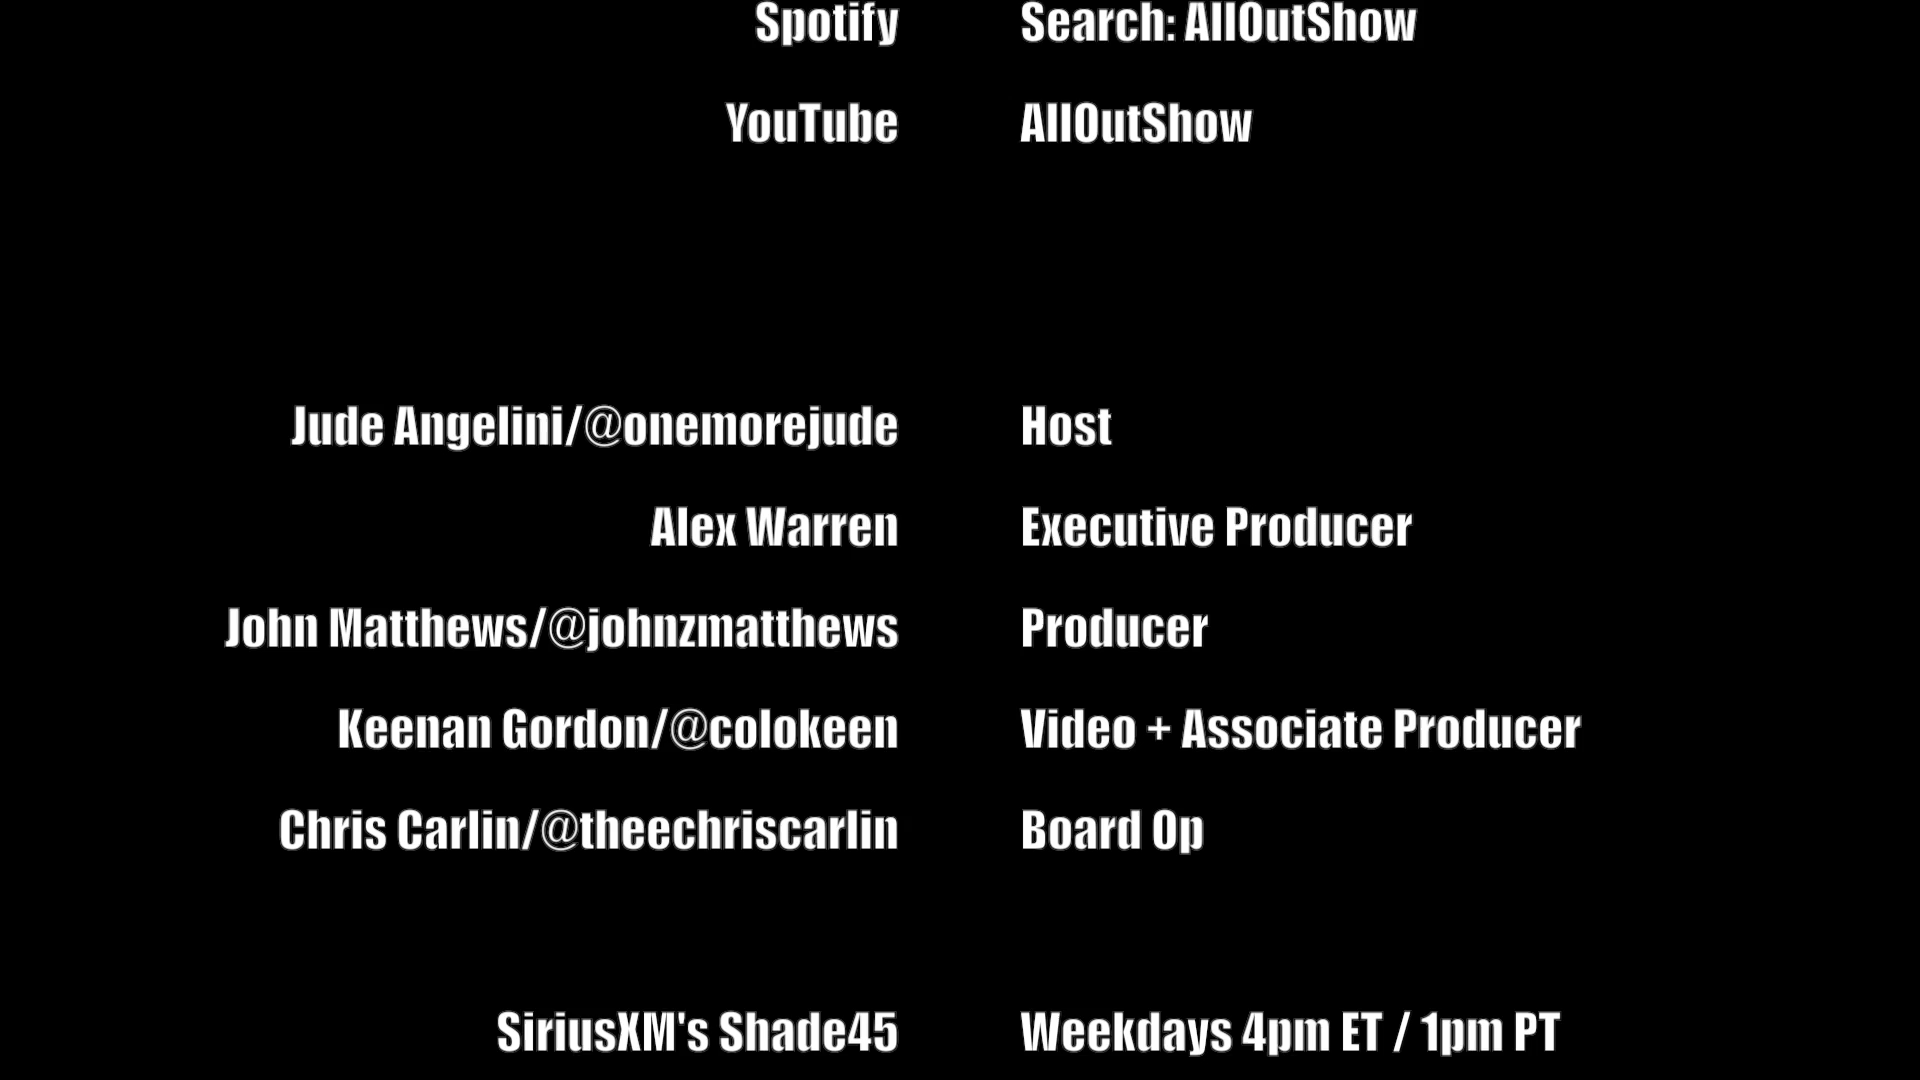 Spotify Search: AllOutShow
YouTube AllOutShow
Jude Angelini/@onemorejude Host
Alex Warren Executive Producer
John Matthews/@johnzmatthews Producer
Keenan Gordon/@colokeen Video + Associate Producer
Chris Carlin/@theechriscarlin Board Op
SiriusXM's Shade45 Weekdays 4pm ET / 1pm PT